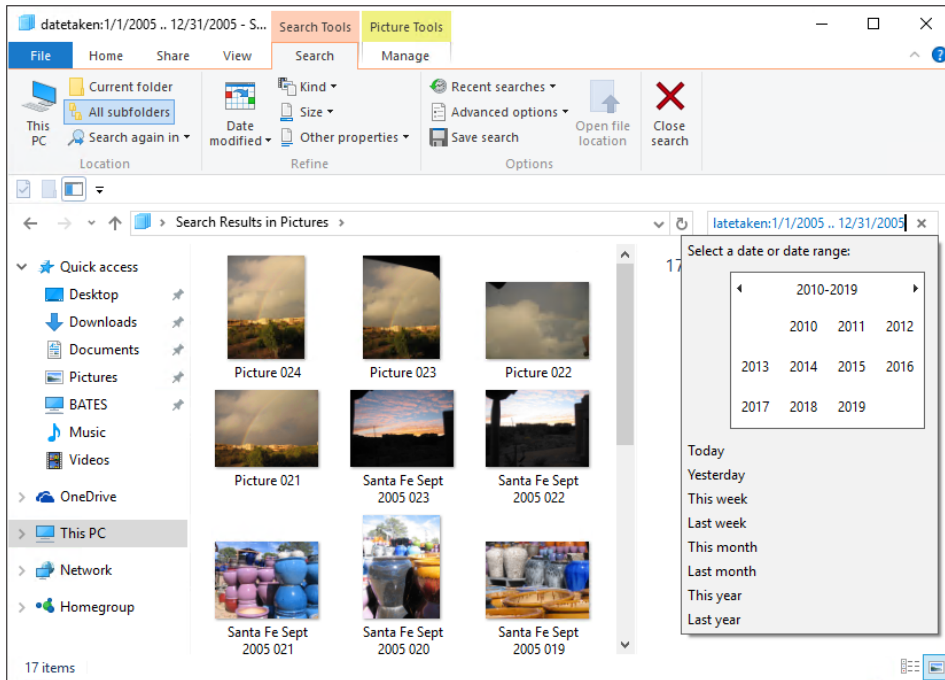 datetaken:1/1/2005 .. 12/31/2005 - S...
Search Tools
Picture Tools
File
Home
Share
View
Search
Manage
This
PC
Current folder
All subfolders
Search again in
Location
Date
modified
Kind
Size
Other properties
Refine
Recent searches
Advanced options
Save search
Open file
location
Options
Close
search
Search Results in Pictures
latetaken:1/1/2005 .. 12/31/2005
Quick access
Desktop
Downloads
Documents
Pictures
BATES
Music
Videos
OneDrive
This PC
Network
Homegroup
Picture 024
Picture 023
Picture 022
Picture 021
Santa Fe Sept
2005 023
Santa Fe Sept
2005 022
Santa Fe Sept
2005 021
Santa Fe Sept
2005 020
Santa Fe Sept
2005 019
17
Select a date or date range:
2010-2019
2010 2011 2012
2013 2014 2015 2016
2017 2018 2019
Today
Yesterday
This week
Last week
This month
Last month
This year
Last year
17 items